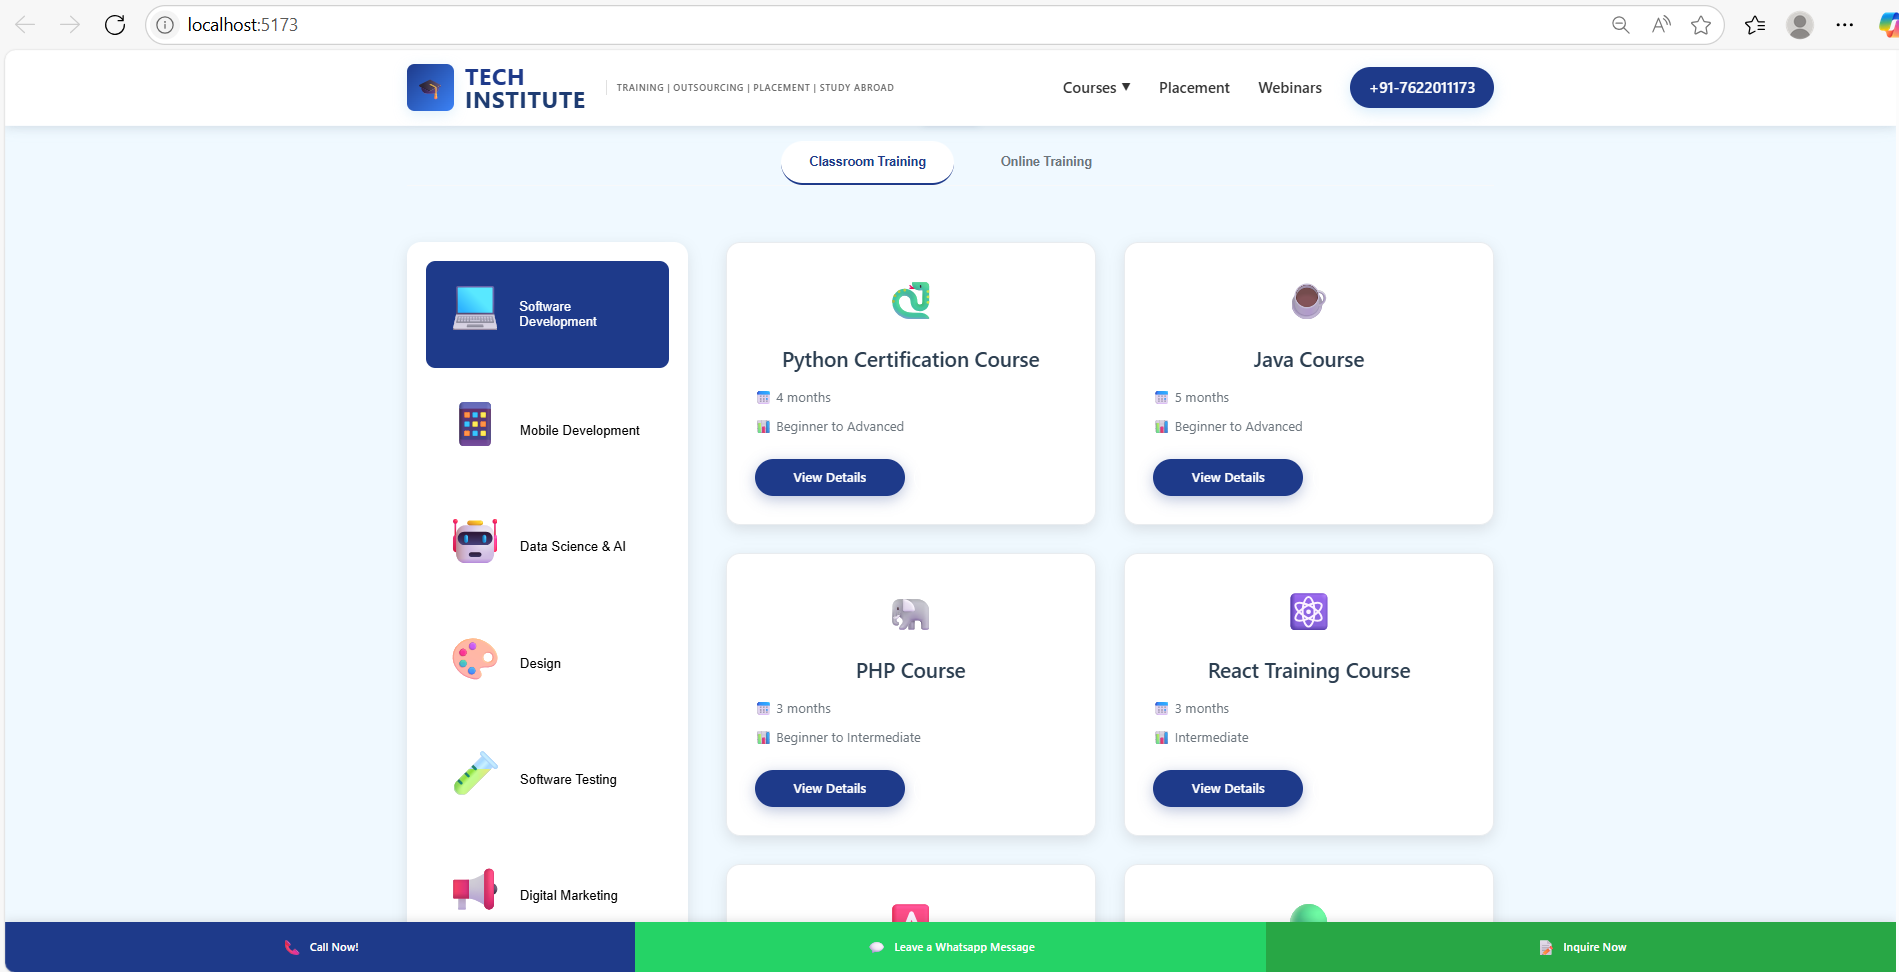 localhost:5173
TECH
INSTITUTE
TRAINING | OUTSOURCING | PLACEMENT | STUDY ABROAD
Courses ▼
Placement
Webinars
+91-7622011173
Classroom Training
Online Training
Software
Development
Mobile Development
Data Science & AI
Design
Software Testing
Digital Marketing
Python Certification Course
4 months
Beginner to Advanced
View Details
Java Course
5 months
Beginner to Advanced
View Details
PHP Course
3 months
Beginner to Intermediate
View Details
React Training Course
3 months
Intermediate
View Details
Call Now!
Leave a Whatsapp Message
Inquire Now